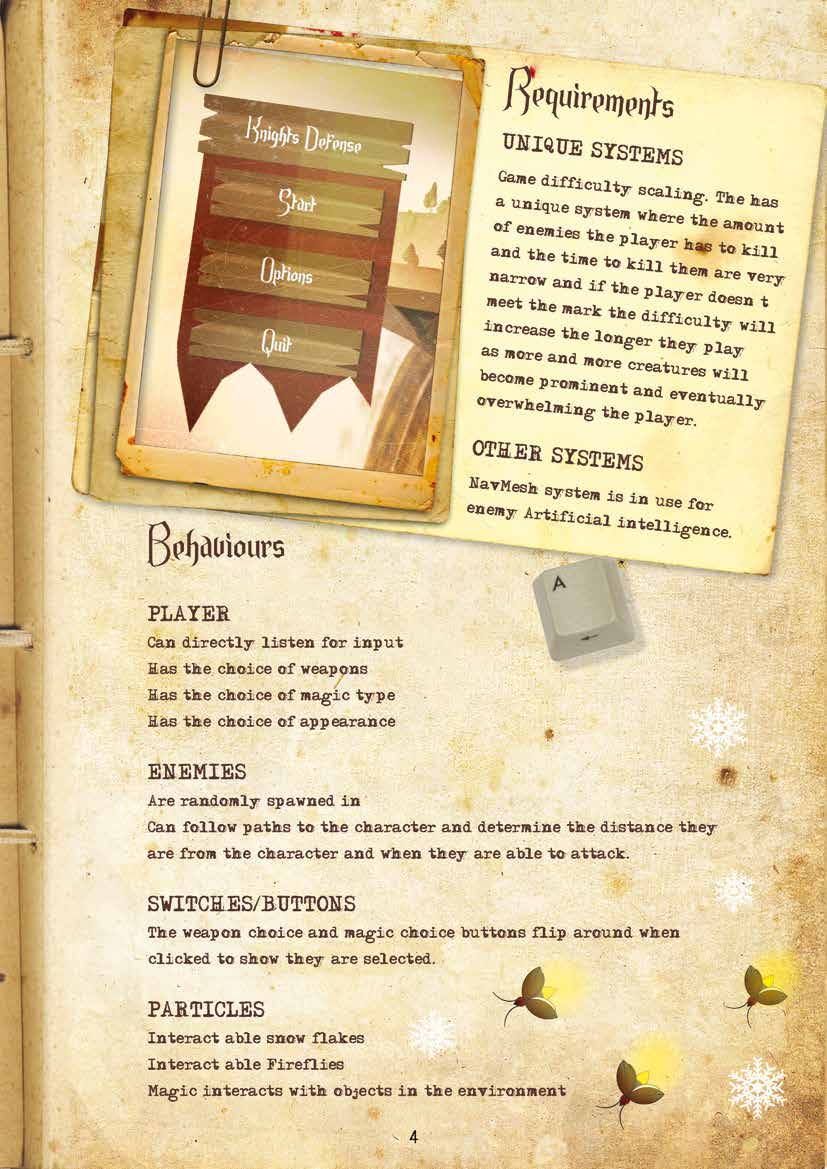 Knights Defense
Start
Options
Quit
Requirements
UNIQUE SYSTEMS
Game difficulty scaling. The has
a unique system where the amount
of enemies the player has to kill
and the time to kill them are very
narrow and if the player doesn t
meet the mark the difficulty will
increase the longer they play
as more and more creatures will
become prominent and eventually
overwhelming the player.
OTHER SYSTEMS
NavMesh system is in use for
enemy Artificial intelligence.
A
Behaviours
PLAYER
Can directly listen for input
Has the choice of weapons
Has the choice of magic type
Has the choice of appearance
ENEMIES
Are randomly spawned in
Can follow paths to the character and determine the distance they
are from the character and when they are able to attack.
SWITCHES/BUTTONS
The weapon choice and magic choice buttons flip around when
clicked to show they are selected.
PARTICLES
Interact able snow flakes
Interact able Fireflies
Magic interacts with objects in the environment
4